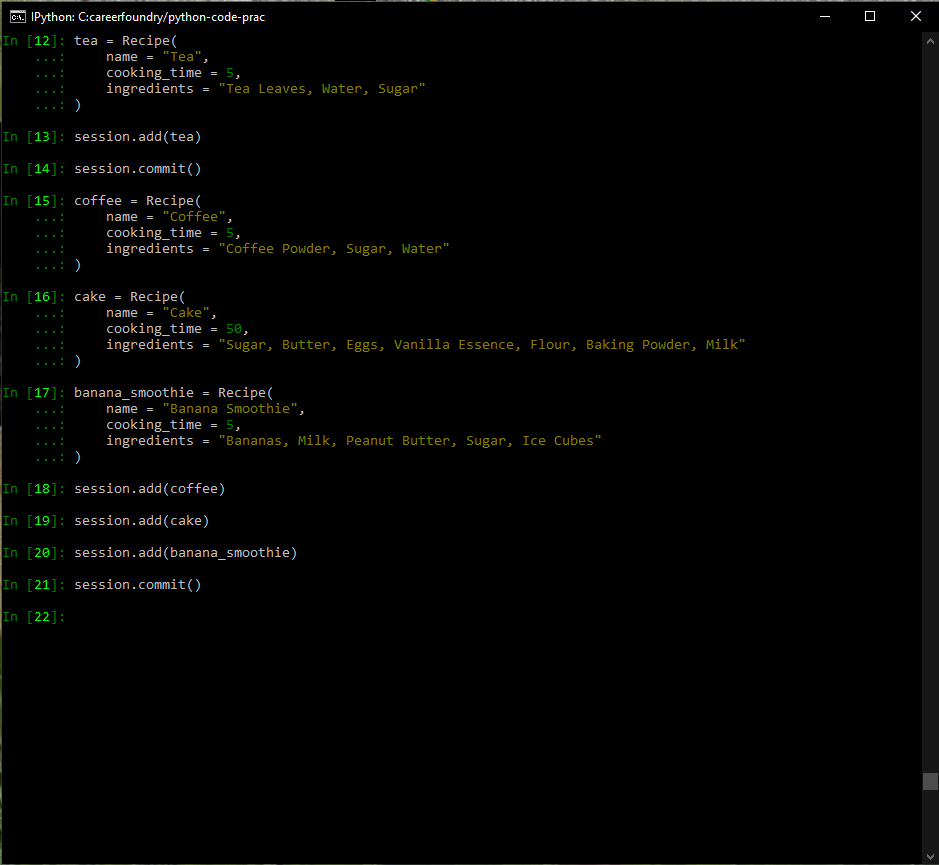 IPython: C:careerfoundry/python-code-prac
In [12]: tea = Recipe(
    ...:     name = "Tea",
    ...:     cooking_time = 5,
    ...:     ingredients = "Tea Leaves, Water, Sugar"
    ...: )
In [13]: session.add(tea)
In [14]: session.commit()
In [15]: coffee = Recipe(
    ...:     name = "Coffee",
    ...:     cooking_time = 5,
    ...:     ingredients = "Coffee Powder, Sugar, Water"
    ...: )
In [16]: cake = Recipe(
    ...:     name = "Cake",
    ...:     cooking_time = 50,
    ...:     ingredients = "Sugar, Butter, Eggs, Vanilla Essence, Flour, Baking Powder, Milk"
    ...: )
In [17]: banana_smoothie = Recipe(
    ...:     name = "Banana Smoothie",
    ...:     cooking_time = 5,
    ...:     ingredients = "Bananas, Milk, Peanut Butter, Sugar, Ice Cubes"
    ...: )
In [18]: session.add(coffee)
In [19]: session.add(cake)
In [20]: session.add(banana_smoothie)
In [21]: session.commit()
In [22]: